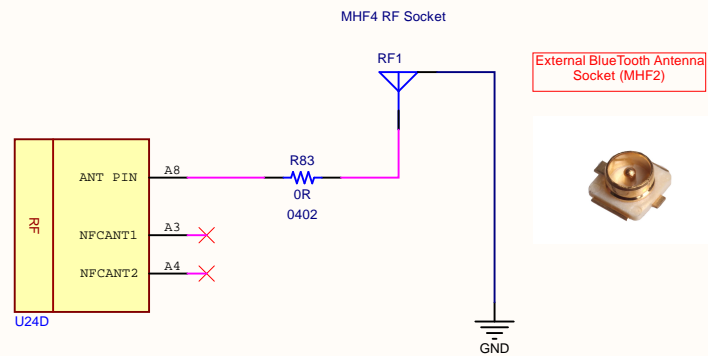 MHF4 RF Socket
RF1
External BlueTooth Antenna
Socket (MHF2)
R83
0R
0402
RF
ANT PIN
A8
NFCANT1
A3
NFCANT2
A4
U24D
GND